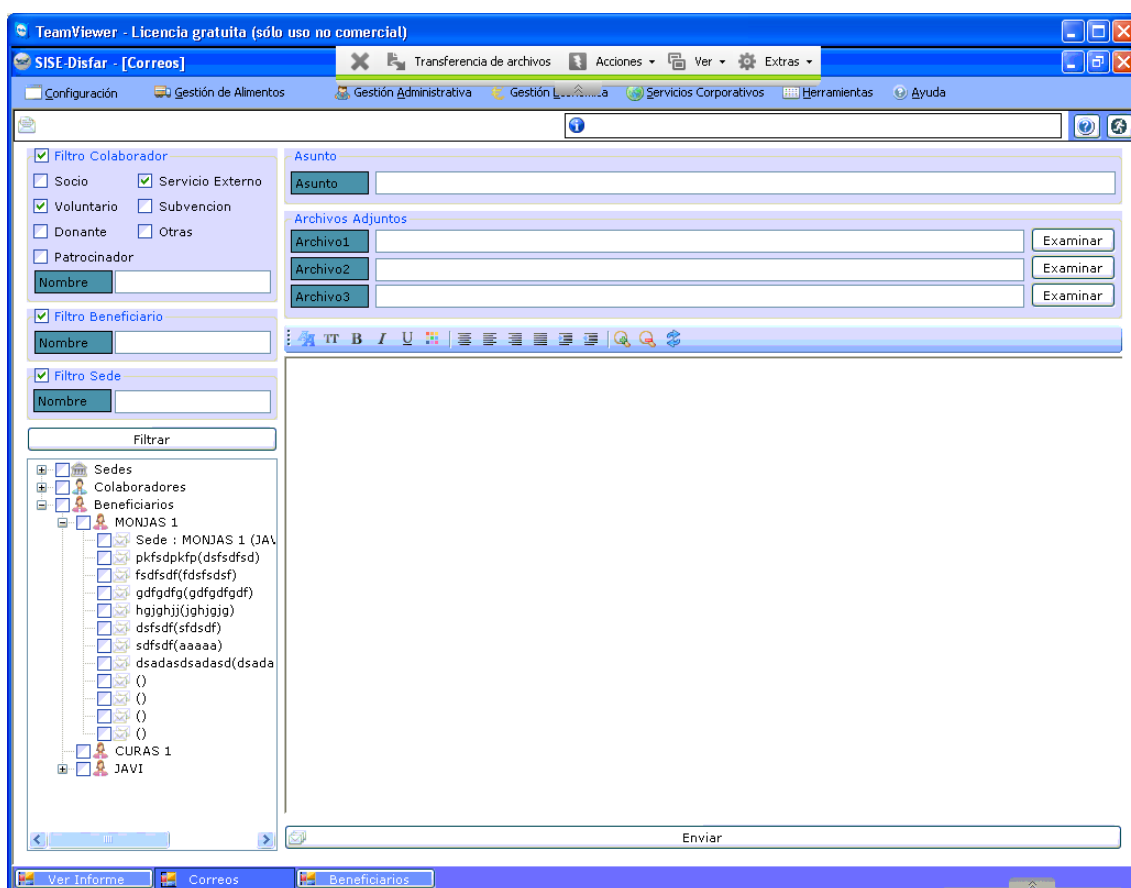 TeamViewer - Licencia gratuita (sólo uso no comercial)
SISE-Disfar - [Correos]
Transferencia de archivos Acciones Ver Extras
Configuración Gestión de Alimentos Gestión Administrativa Gestión Servicios Corporativos Herramientas Ayuda
Filtro Colaborador
Socio Servicio Externo
Voluntario Subvencion
Donante Otras
Patrocinador
Nombre
Filtro Beneficiario
Nombre
Filtro Sede
Nombre
Filtrar
Sedes
Colaboradores
Beneficiarios
MONJAS 1
Sede : MONJAS 1 (JAV
pkfsdpkfp(dsfsdfsd)
fsdfsdf(fdsfsdsf)
gdfgdfg(gdfgdfgdf)
hgjghjj(jghjgjg)
dsfsdf(sfdsdf)
sdfsdf(aaaaa)
dsadasdsadasd(dsada
()
()
()
()
CURAS 1
JAVI
Asunto
Asunto
Archivos Adjuntos
Archivo1 Examinar
Archivo2 Examinar
Archivo3 Examinar
TT B I U
Enviar
Ver Informe Correos Beneficiarios